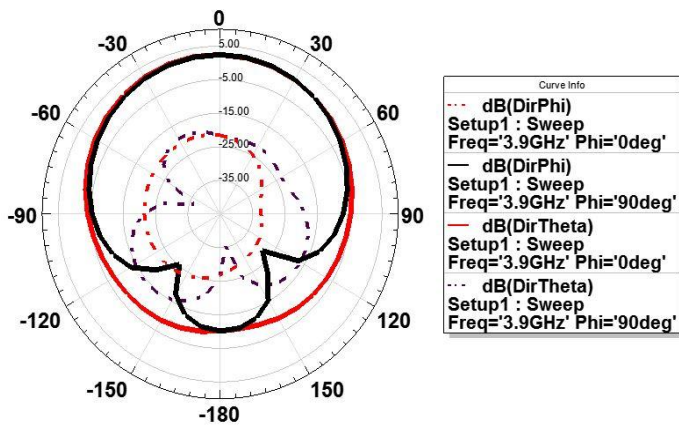 0
-30
30
5.00
-5.00
-60
60
-15.00
-25.00
-35.00
-90
90
-120
120
-150
150
-180
Curve Info
dB(DirPhi)
Setup1 : Sweep
Freq='3.9GHz' Phi='0deg'
dB(DirPhi)
Setup1 : Sweep
Freq='3.9GHz' Phi='90deg'
dB(DirTheta)
Setup1 : Sweep
Freq='3.9GHz' Phi='0deg'
dB(DirTheta)
Setup1 : Sweep
Freq='3.9GHz' Phi='90deg'